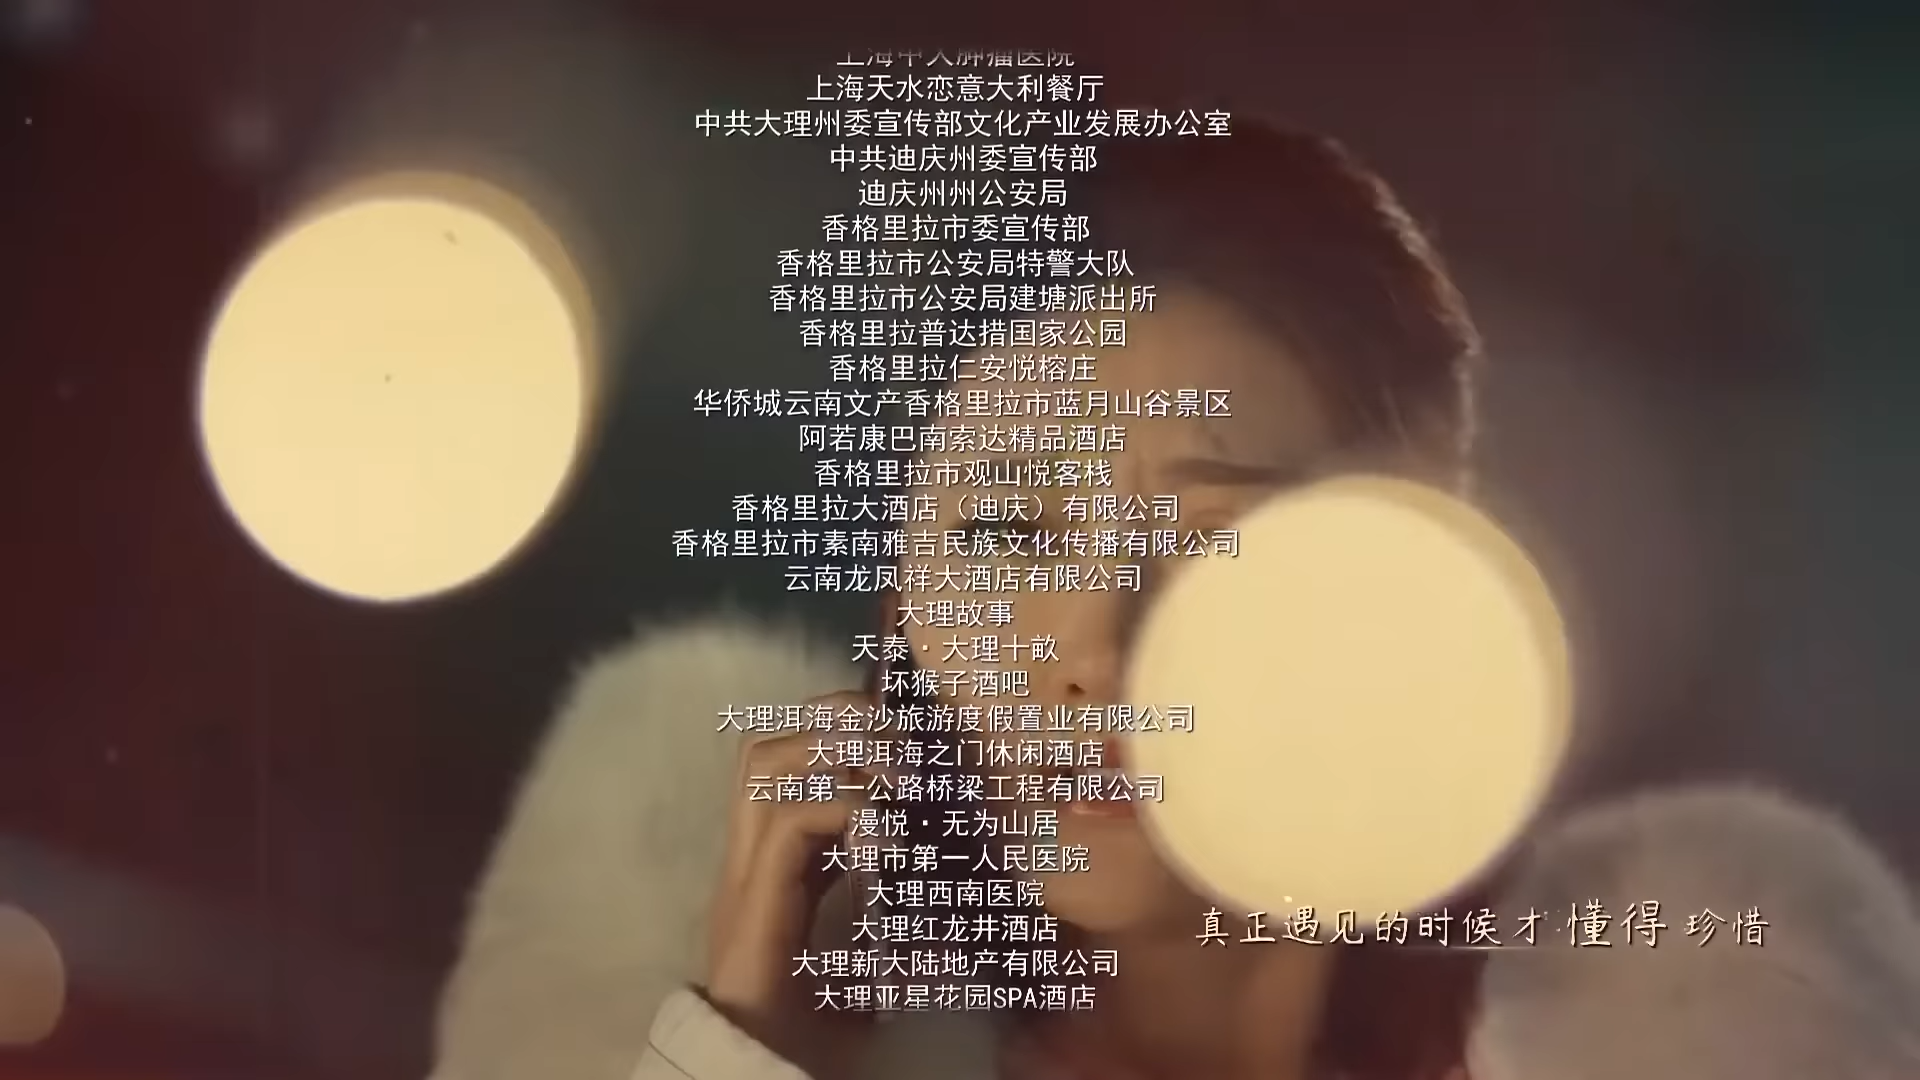 上海天水恋意大利餐厅
中共大理州委宣传部文化产业发展办公室
中共迪庆州委宣传部
迪庆州州公安局
香格里拉市委宣传部
香格里拉市公安局特警大队
香格里拉市公安局建塘派出所
香格里拉普达措国家公园
香格里拉仁安悦榕庄
华侨城云南文产香格里拉市蓝月山谷景区
阿若康巴南索达精品酒店
香格里拉市观山悦客栈
香格里拉大酒店（迪庆）有限公司
香格里拉市素南雅吉民族文化传播有限公司
云南龙凤祥大酒店有限公司
大理故事
天泰·大理十畝
坏猴子酒吧
大理洱海金沙旅游度假置业有限公司
大理洱海之门休闲酒店
云南第一公路桥梁工程有限公司
漫悦·无为山居
大理市第一人民医院
大理西南医院
大理红龙井酒店
大理新大陆地产有限公司
大理亚星花园SPA酒店
真正遇见的时候才懂得珍惜